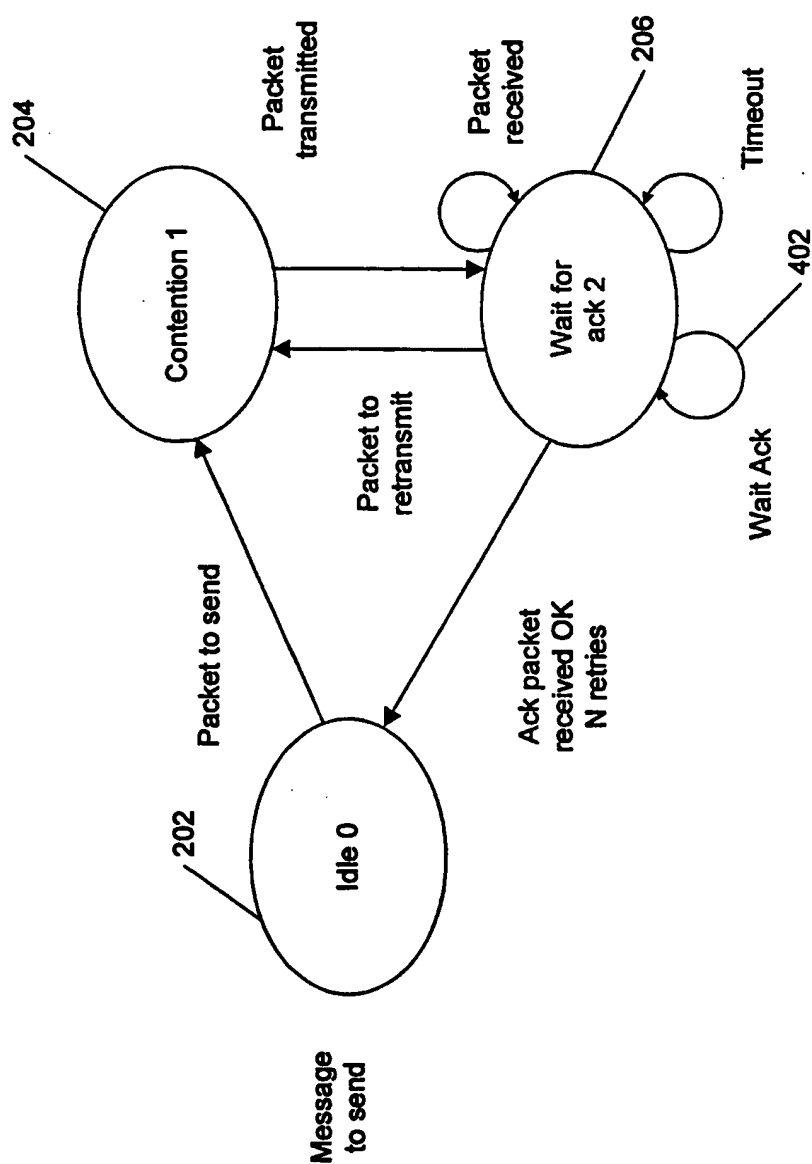 204
Contention 1
Packet
transmitted
202
Packet to send
Idle 0
Message
to send
Packet to
retransmit
Packet
received
206
Wait for
ack 2
Ack packet
received OK
N retries
Wait Ack
402
Timeout